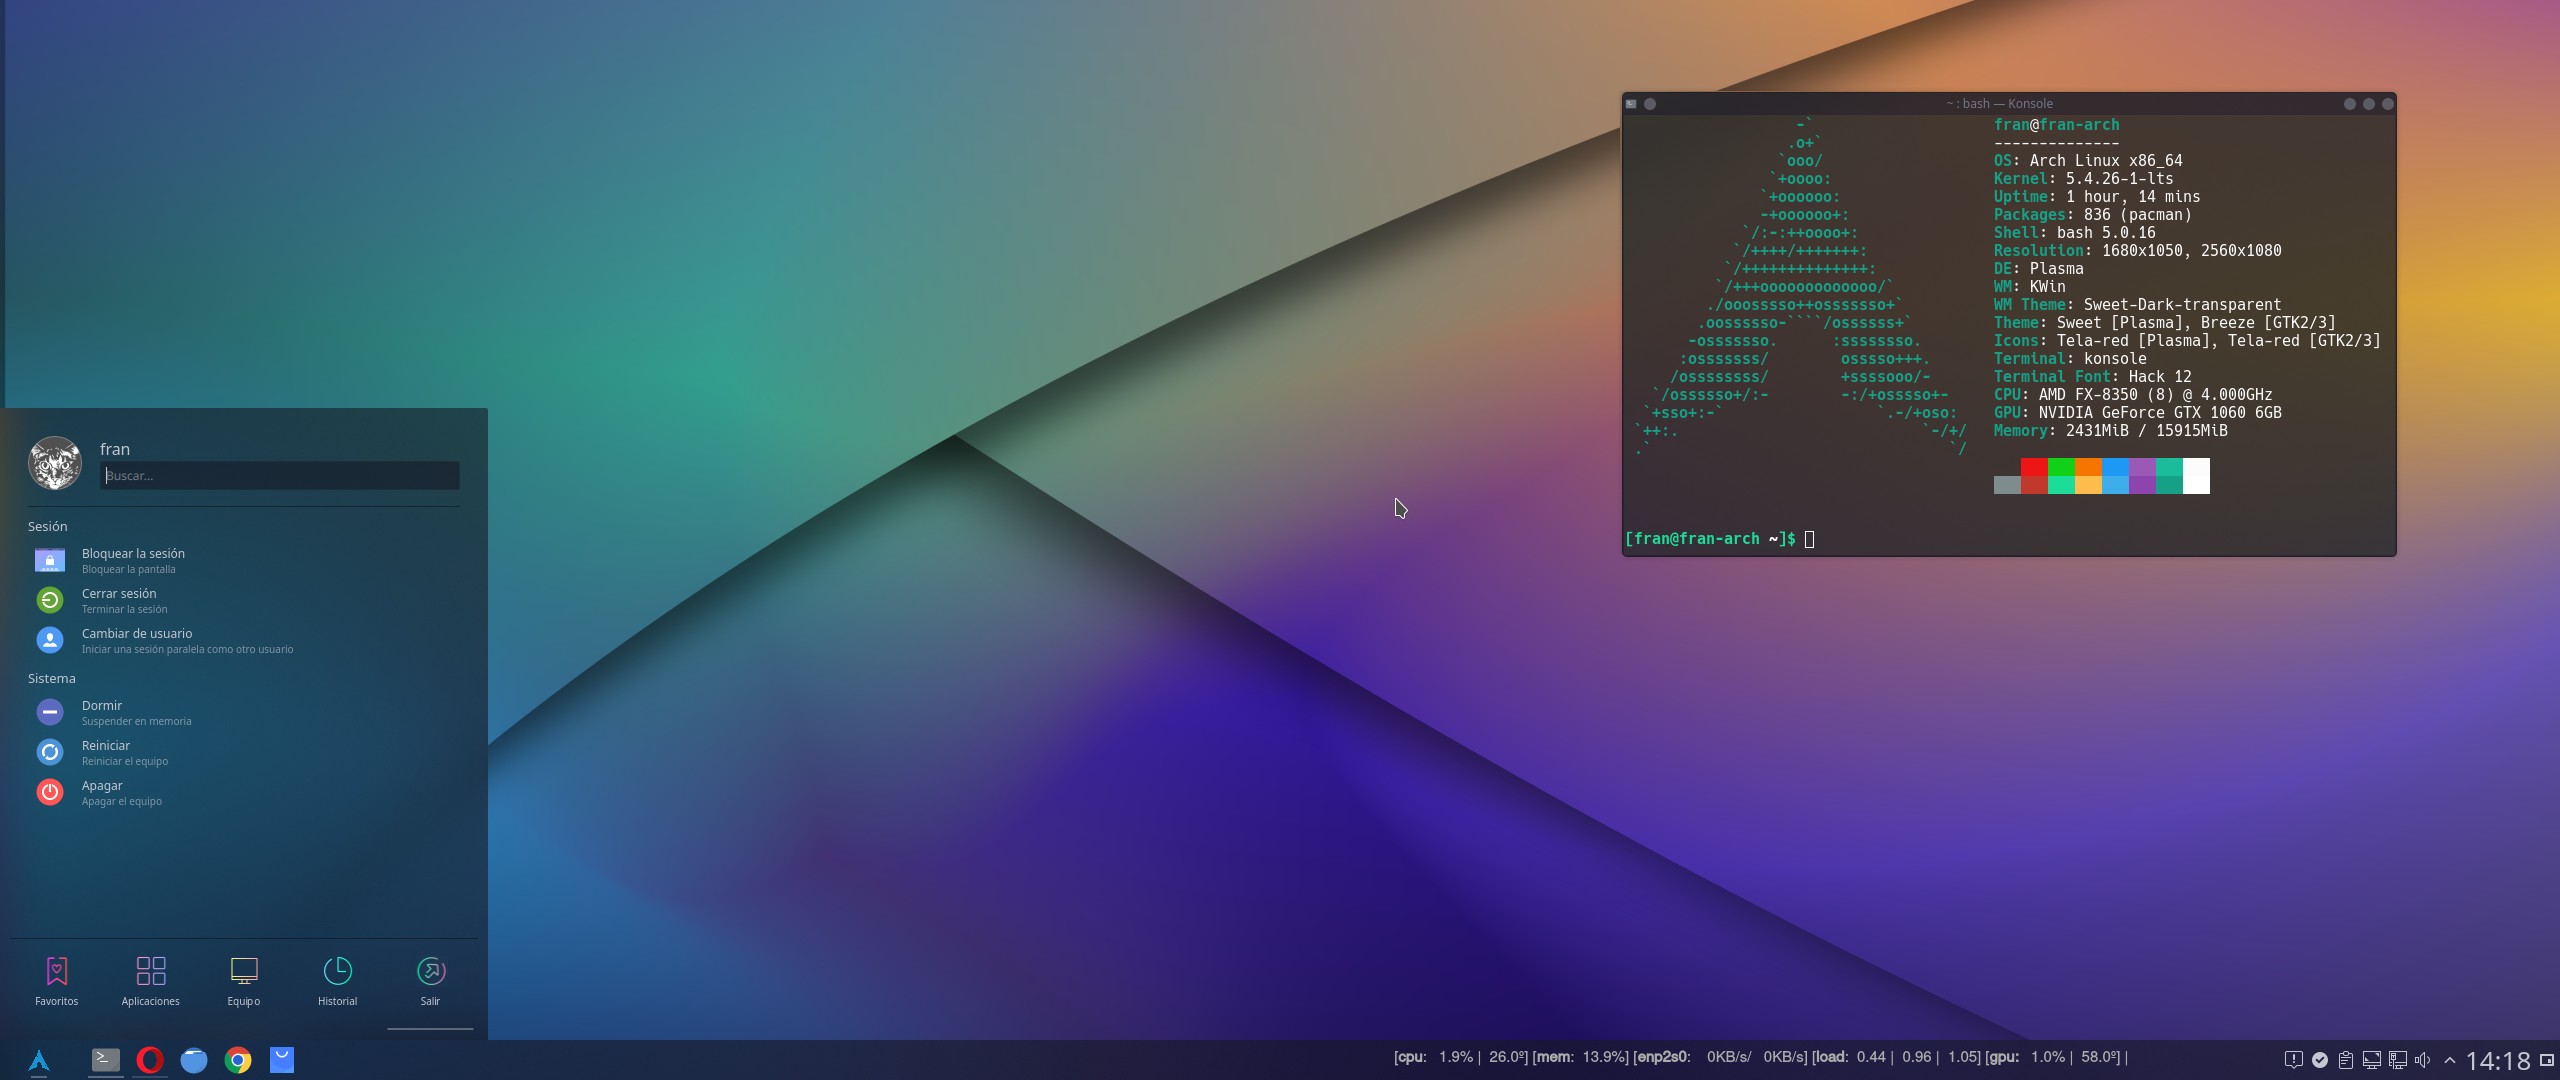 ~ : bash — Konsole
fran@fran-arch
--------------
OS: Arch Linux x86_64
Kernel: 5.4.26-1-lts
Uptime: 1 hour, 14 mins
Packages: 836 (pacman)
Shell: bash 5.0.16
Resolution: 1680x1050, 2560x1080
DE: Plasma
WM: KWin
WM Theme: Sweet-Dark-transparent
Theme: Sweet [Plasma], Breeze [GTK2/3]
Icons: Tela-red [Plasma], Tela-red [GTK2/3]
Terminal: konsole
Terminal Font: Hack 12
CPU: AMD FX-8350 (8) @ 4.000GHz
GPU: NVIDIA GeForce GTX 1060 6GB
Memory: 2431MiB / 15915MiB
[fran@fran-arch ~]$
fran
Buscar...
Sesión
Bloquear la sesión
Bloquear la pantalla
Cerrar sesión
Terminar la sesión
Cambiar de usuario
Iniciar una sesión paralela como otro usuario
Sistema
Dormir
Suspender en memoria
Reiniciar
Reiniciar el equipo
Apagar
Apagar el equipo
Favoritos
Aplicaciones
Equipo
Historial
Salir
[cpu: 1.9% | 26.0º] [mem: 13.9%] [enp2s0: 0KB/s/ 0KB/s] [load: 0.44 | 0.96 | 1.05] [gpu: 1.0% | 58.0º] |
14:18